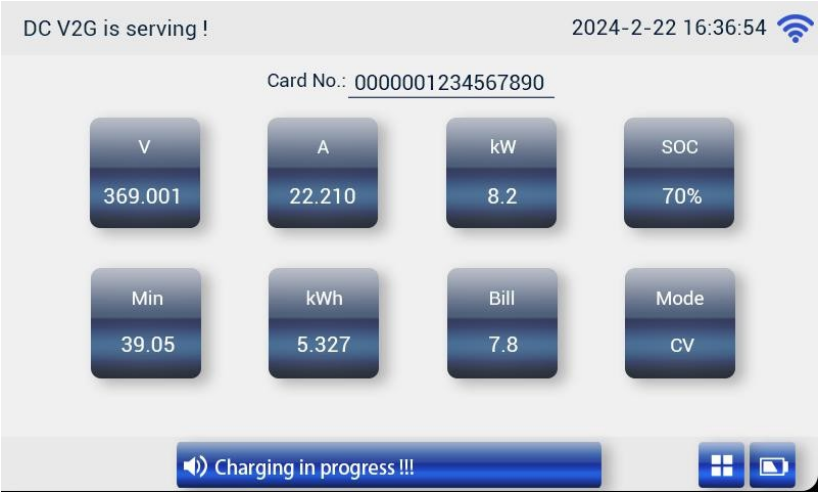 DC V2G is serving !
2024-2-22 16:36:54
Card No.: 0000001234567890
V
A
kW
SOC
369.001
22.210
8.2
70%
Min
kWh
Bill
Mode
39.05
5.327
7.8
CV
Charging in progress !!!